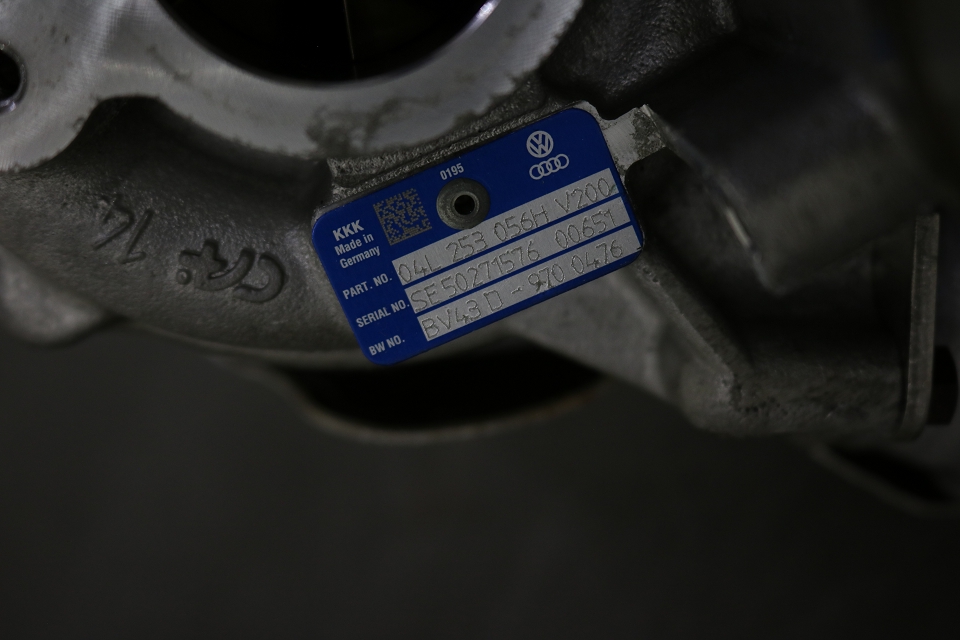 0195
KKK
Made in
Germany
PART. NO. 04L 253 056H V200
SERIAL NO. SF50271576 00651
BW NO. BV43D - 970 0476